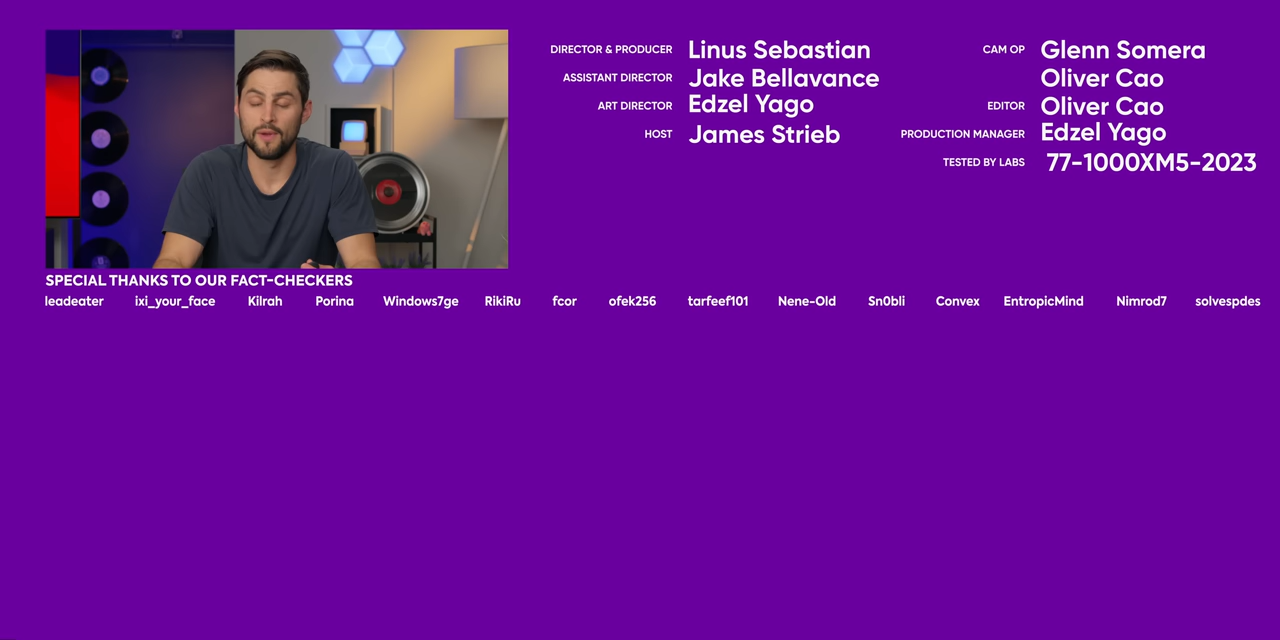 DIRECTOR & PRODUCER Linus Sebastian
ASSISTANT DIRECTOR Jake Bellavance
ART DIRECTOR Edzel Yago
HOST James Strieb
CAM OP Glenn Somera
Oliver Cao
EDITOR Oliver Cao
PRODUCTION MANAGER Edzel Yago
TESTED BY LABS 77-1000XM5-2023
SPECIAL THANKS TO OUR FACT-CHECKERS
leadeater ixi_your_face Kilrah Porina Windows7ge RikiRu fcor ofek256 tarfeef101 Nene-Old Sn0bli Convex EntropicMind Nimrod7 solvespdes